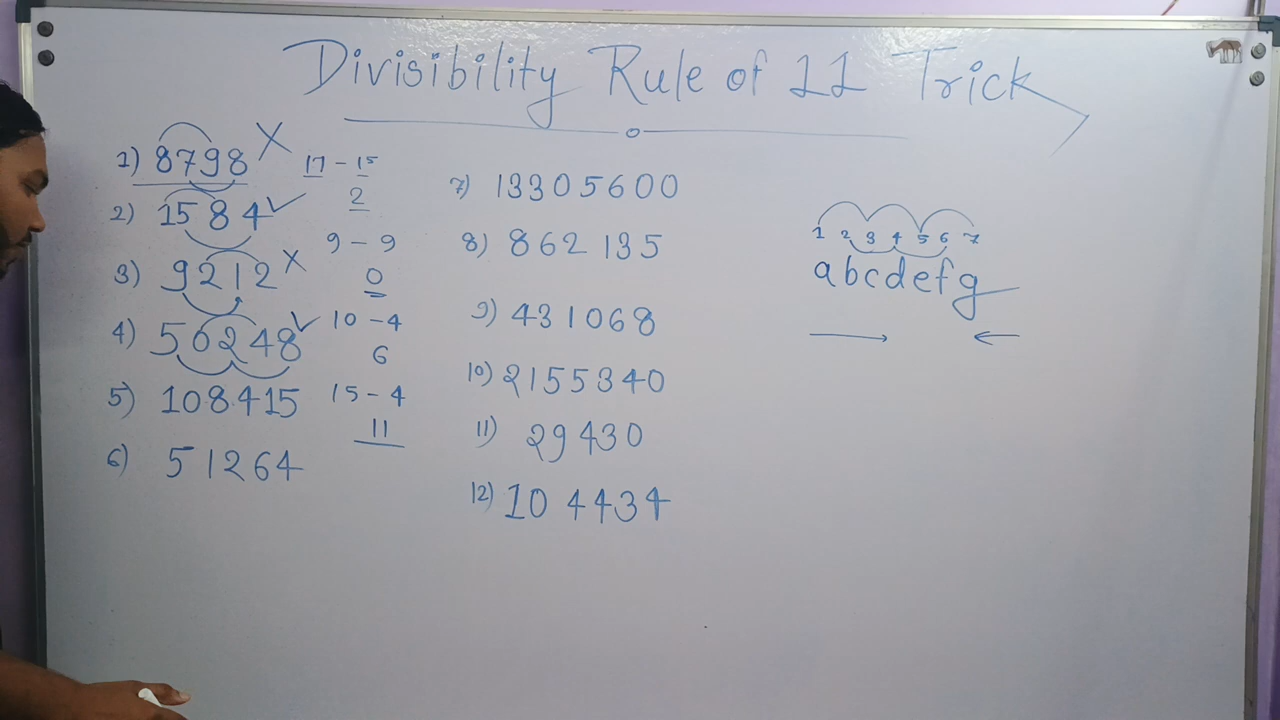 Divisibility Rule of 11 Trick
1) 8798 X 17 - 15
2
2) 1584 ✓ 9 - 9
0
3) 9212 X 10 - 4
6
4) 56248 ✓ 15 - 4
11
5) 108415
6) 51264
7) 13305600
8) 862135
9) 431068
10) 2155340
11) 29430
12) 104434
1 2 3 4 5 6 7
abcdefg